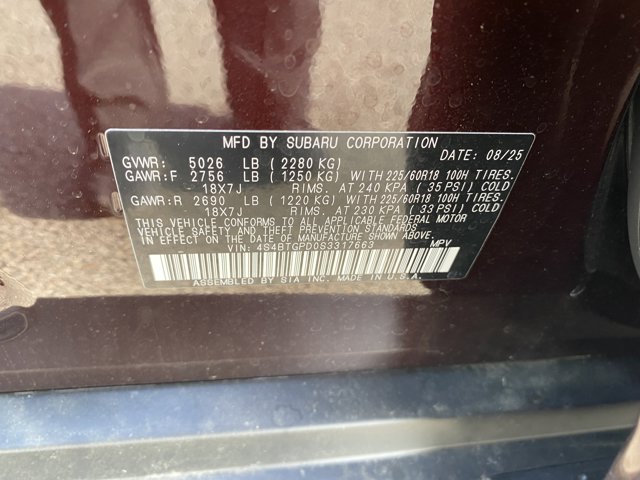 MFD BY SUBARU CORPORATION
GVWR: 5026 LB (2280 KG) DATE: 08/25
GAWR:F 2756 LB (1250 KG) WITH 225/60R18 100H TIRES.
18X7J RIMS. AT 240 KPA (35 PSI) COLD
GAWR:R 2690 LB (1220 KG) WITH 225/60R18 100H TIRES.
18X7J RIMS. AT 230 KPA (33 PSI) COLD
THIS VEHICLE CONFORMS TO ALL APPLICABLE FEDERAL MOTOR
VEHICLE SAFETY AND THEFT PREVENTION STANDARDS
IN EFFECT ON THE DATE OF MANUFACTURE SHOWN ABOVE.
VIN: 4S4BTGPD0S3317663 MPV
ASSEMBLED BY SIA INC. MADE IN U.S.A.